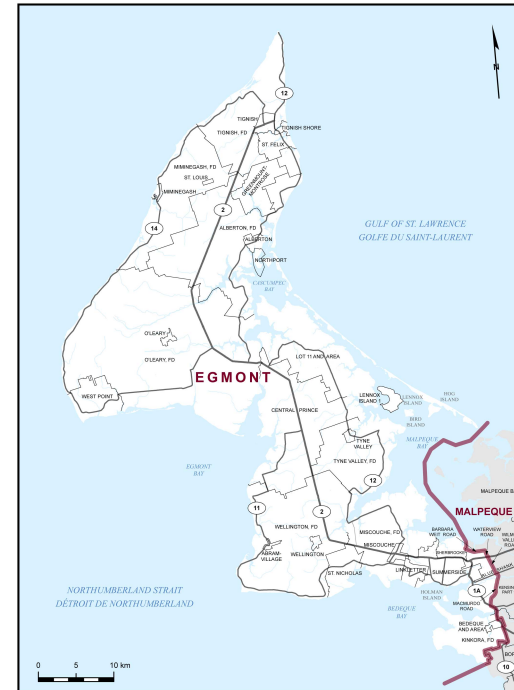 12
N
TIGNISH
TIGNISH SHORE
TIGNISH, FD
ST. FELIX
MIMINEGASH, FD
ST. LOUIS
GREENMOUNT-
MONTROSE
MIMINEGASH
2
14
ALBERTON, FD
ALBERTON
GULF OF ST. LAWRENCE
GOLFE DU SAINT-LAURENT
NORTHPORT
CASCUMPEC
BAY
O'LEARY
O'LEARY, FD
LOT 11 AND AREA
EGMONT
WEST POINT
LENNOX
ISLAND 1
LENNOX
ISLAND
HOG
ISLAND
CENTRAL PRINCE
BIRD
ISLAND
TYNE
VALLEY
MALPEQUE
BAY
TYNE VALLEY, FD
EGMONT
BAY
12
11
2
MALPEQUE
WELLINGTON, FD
MISCOUCHE, FD
BARBARA
WEIT ROAD
WATERVIEW
ROAD
MISCOUCHE
SHERBROOKE
ABRAM-
VILLAGE
WELLINGTON
LINKLETTER
SUMMERSIDE
ST. NICHOLAS
1A
NORTHUMBERLAND STRAIT
DÉTROIT DE NORTHUMBERLAND
HOLMAN
ISLAND
MACMURDO
ROAD
BEDEQUE
BAY
BEDEQUE
AND AREA
KINKORA, FD
10
0 5 10 km